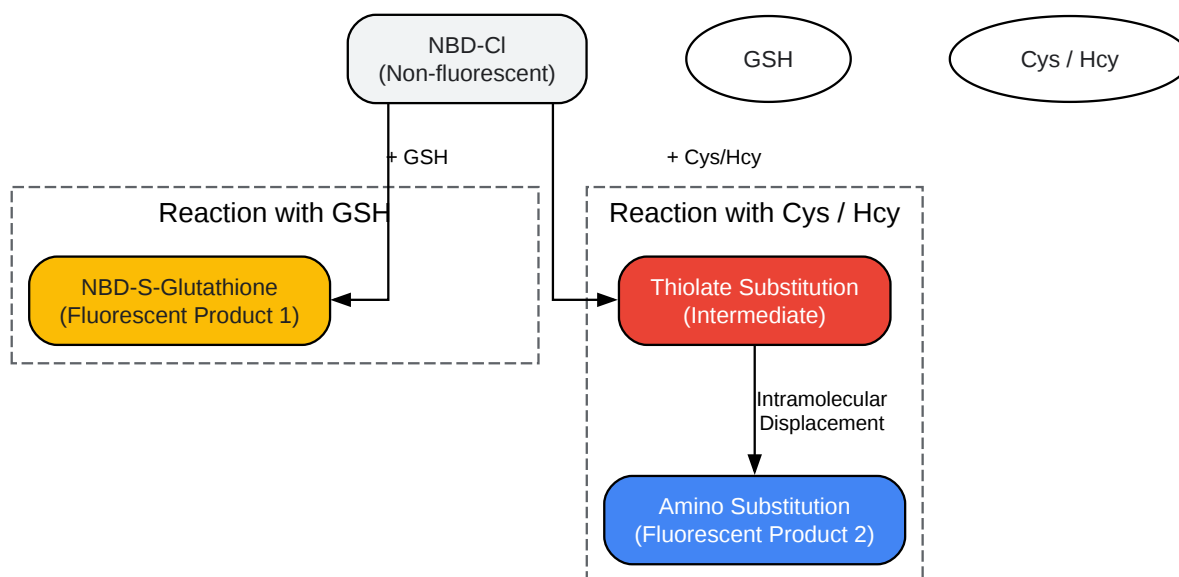 NBD-Cl
(Non-fluorescent)
GSH
Cys / Hcy
+ GSH
+ Cys/Hcy
Reaction with GSH
Reaction with Cys / Hcy
NBD-S-Glutathione
(Fluorescent Product 1)
Thiolate Substitution
(Intermediate)
Intramolecular
Displacement
Amino Substitution
(Fluorescent Product 2)